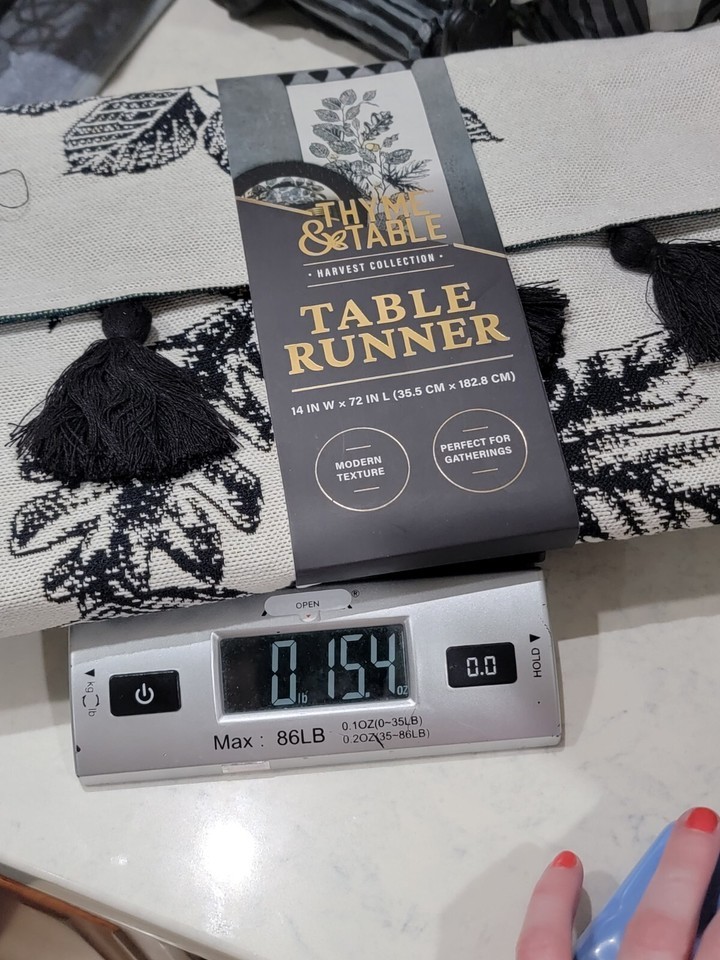 THYME
& TABLE
• HARVEST COLLECTION •
TABLE
RUNNER
14 IN W × 72 IN L (35.5 CM × 182.8 CM)
MODERN
TEXTURE
PERFECT FOR
GATHERINGS
OPEN
®
kg
lb
0 lb 15.4 oz
0.0
HOLD
Max : 86LB
0.1OZ(0~35LB)
0.2OZ(35~86LB)